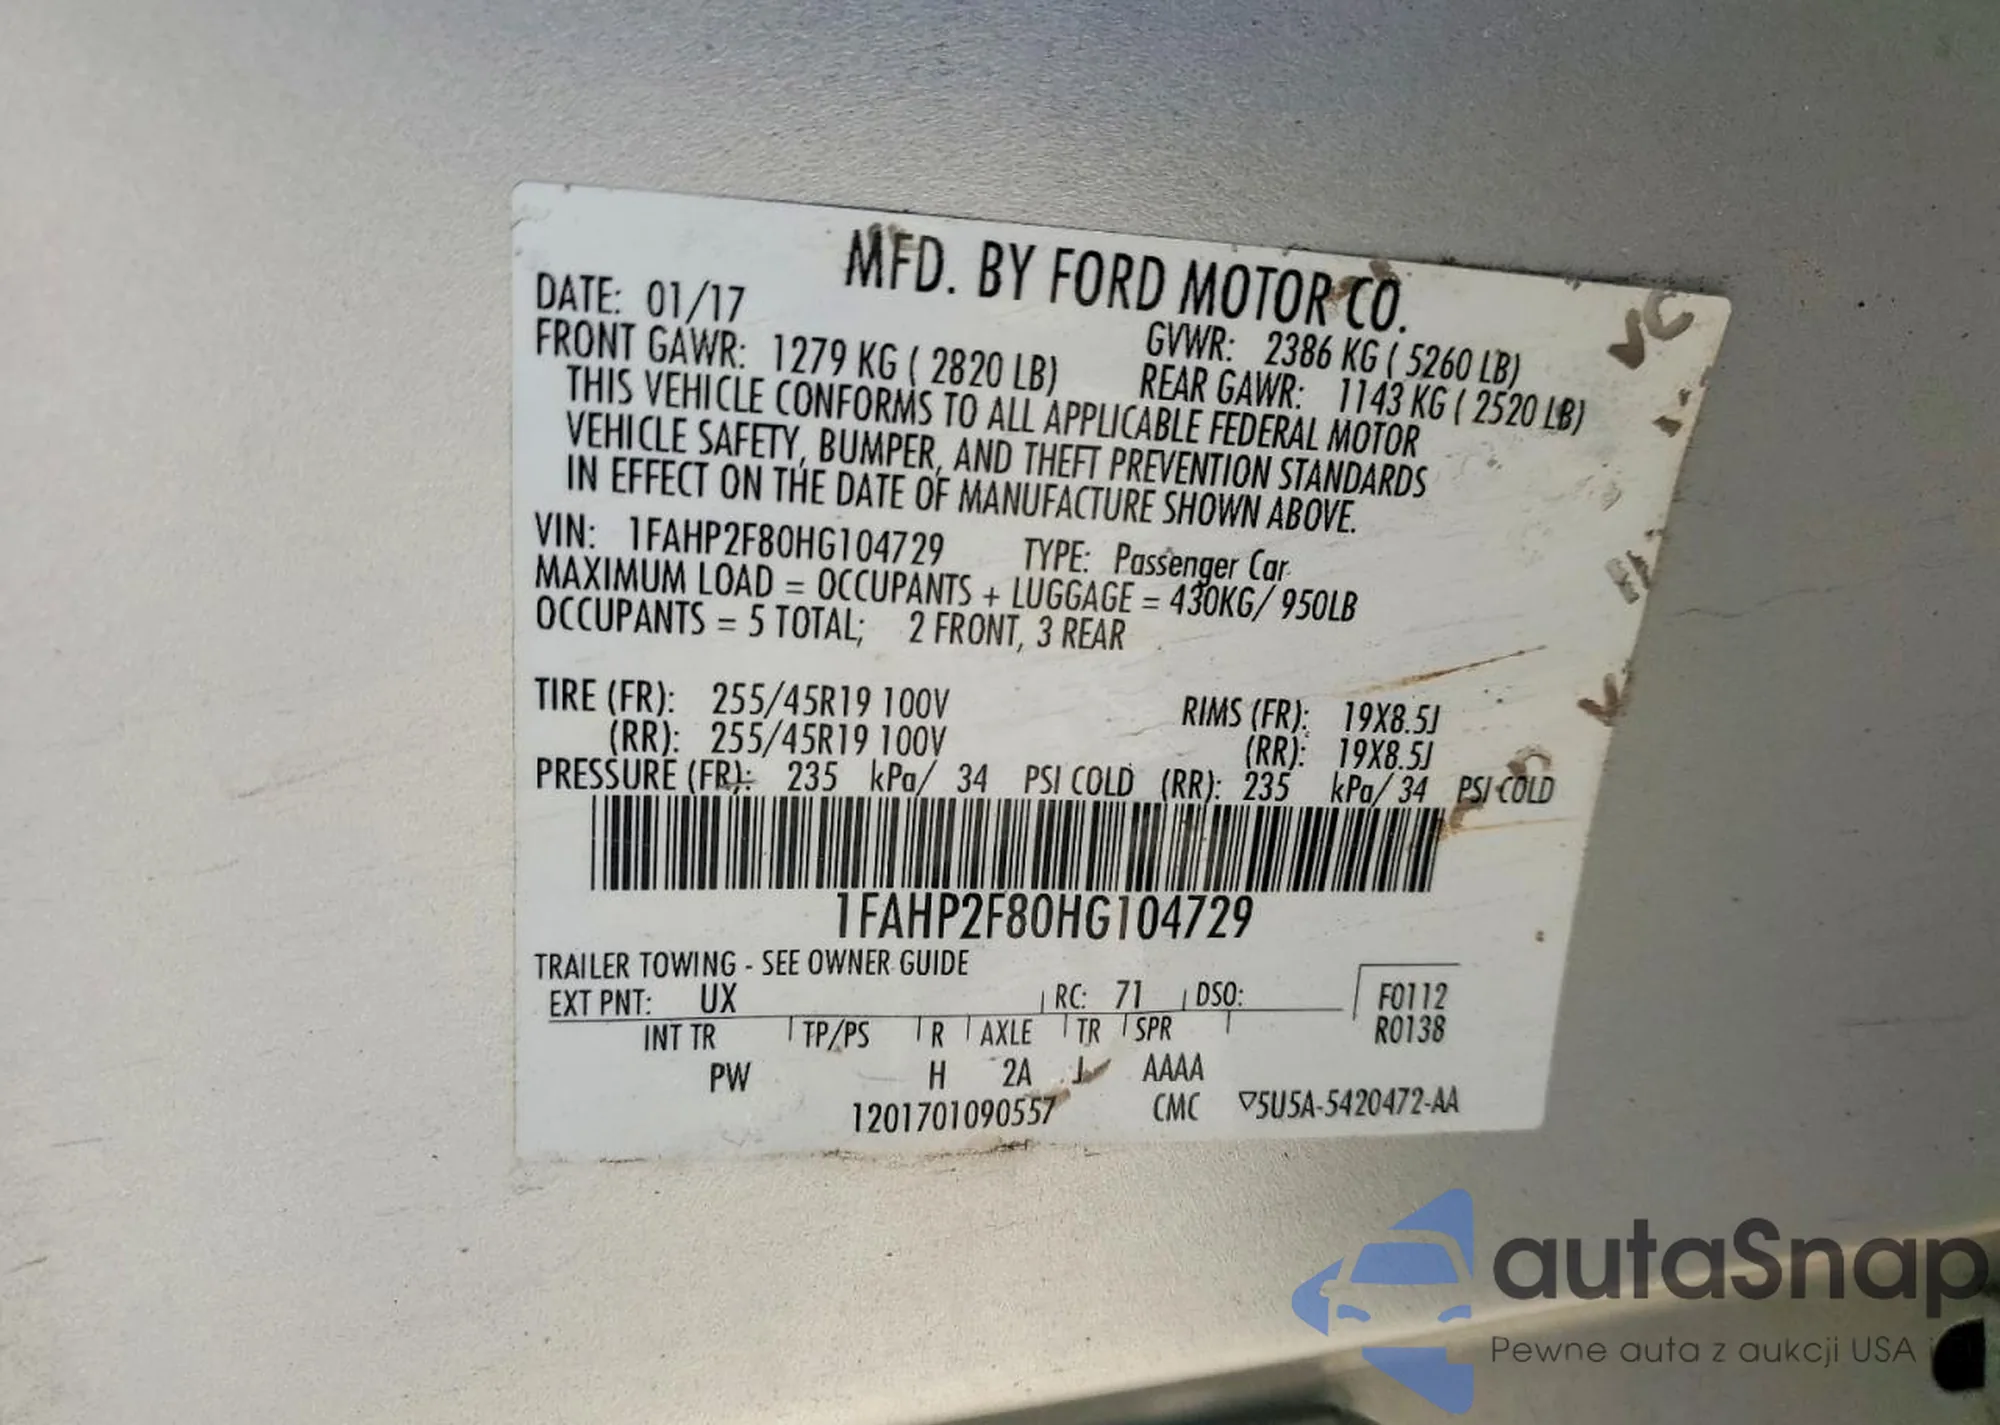 MFD. BY FORD MOTOR CO.
DATE: 01/17
GVWR: 2386 KG ( 5260 LB)
FRONT GAWR: 1279 KG ( 2820 LB)
REAR GAWR: 1143 KG ( 2520 LB)
THIS VEHICLE CONFORMS TO ALL APPLICABLE FEDERAL MOTOR
VEHICLE SAFETY, BUMPER, AND THEFT PREVENTION STANDARDS
IN EFFECT ON THE DATE OF MANUFACTURE SHOWN ABOVE.
VIN: 1FAHP2F80HG104729 TYPE: Passenger Car
MAXIMUM LOAD = OCCUPANTS + LUGGAGE = 430KG/ 950LB
OCCUPANTS = 5 TOTAL; 2 FRONT, 3 REAR
TIRE (FR): 255/45R19 100V RIMS (FR): 19X8.5J
(RR): 255/45R19 100V (RR): 19X8.5J
PRESSURE (FR): 235 kPa/ 34 PSI COLD (RR): 235 kPa/ 34 PSI COLD
1FAHP2F80HG104729
TRAILER TOWING - SEE OWNER GUIDE
EXT PNT: UX RC: 71 DSO: F0112
INT TR TP/PS R AXLE TR SPR R0138
PW H 2A J AAAA
1201701090557 CMC ▽5U5A-5420472-AA
autaSnap
Pewne auta z aukcji USA i